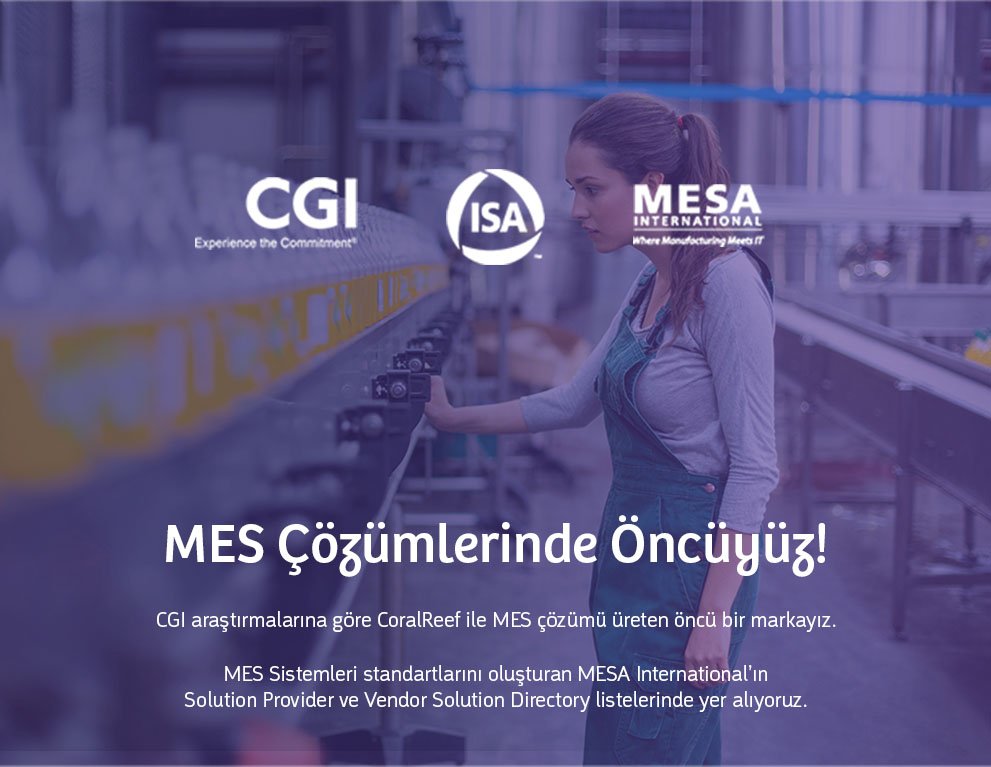 CGI
Experience the Commitment®
ISA
™
MESA
INTERNATIONAL
Where Manufacturing Meets IT
MES Çözümlerinde Öncüyüz!
CGI araştırmalarına göre CoralReef ile MES çözümü üreten öncü bir markayız.
MES Sistemleri standartlarını oluşturan MESA International’ın
Solution Provider ve Vendor Solution Directory listelerinde yer alıyoruz.